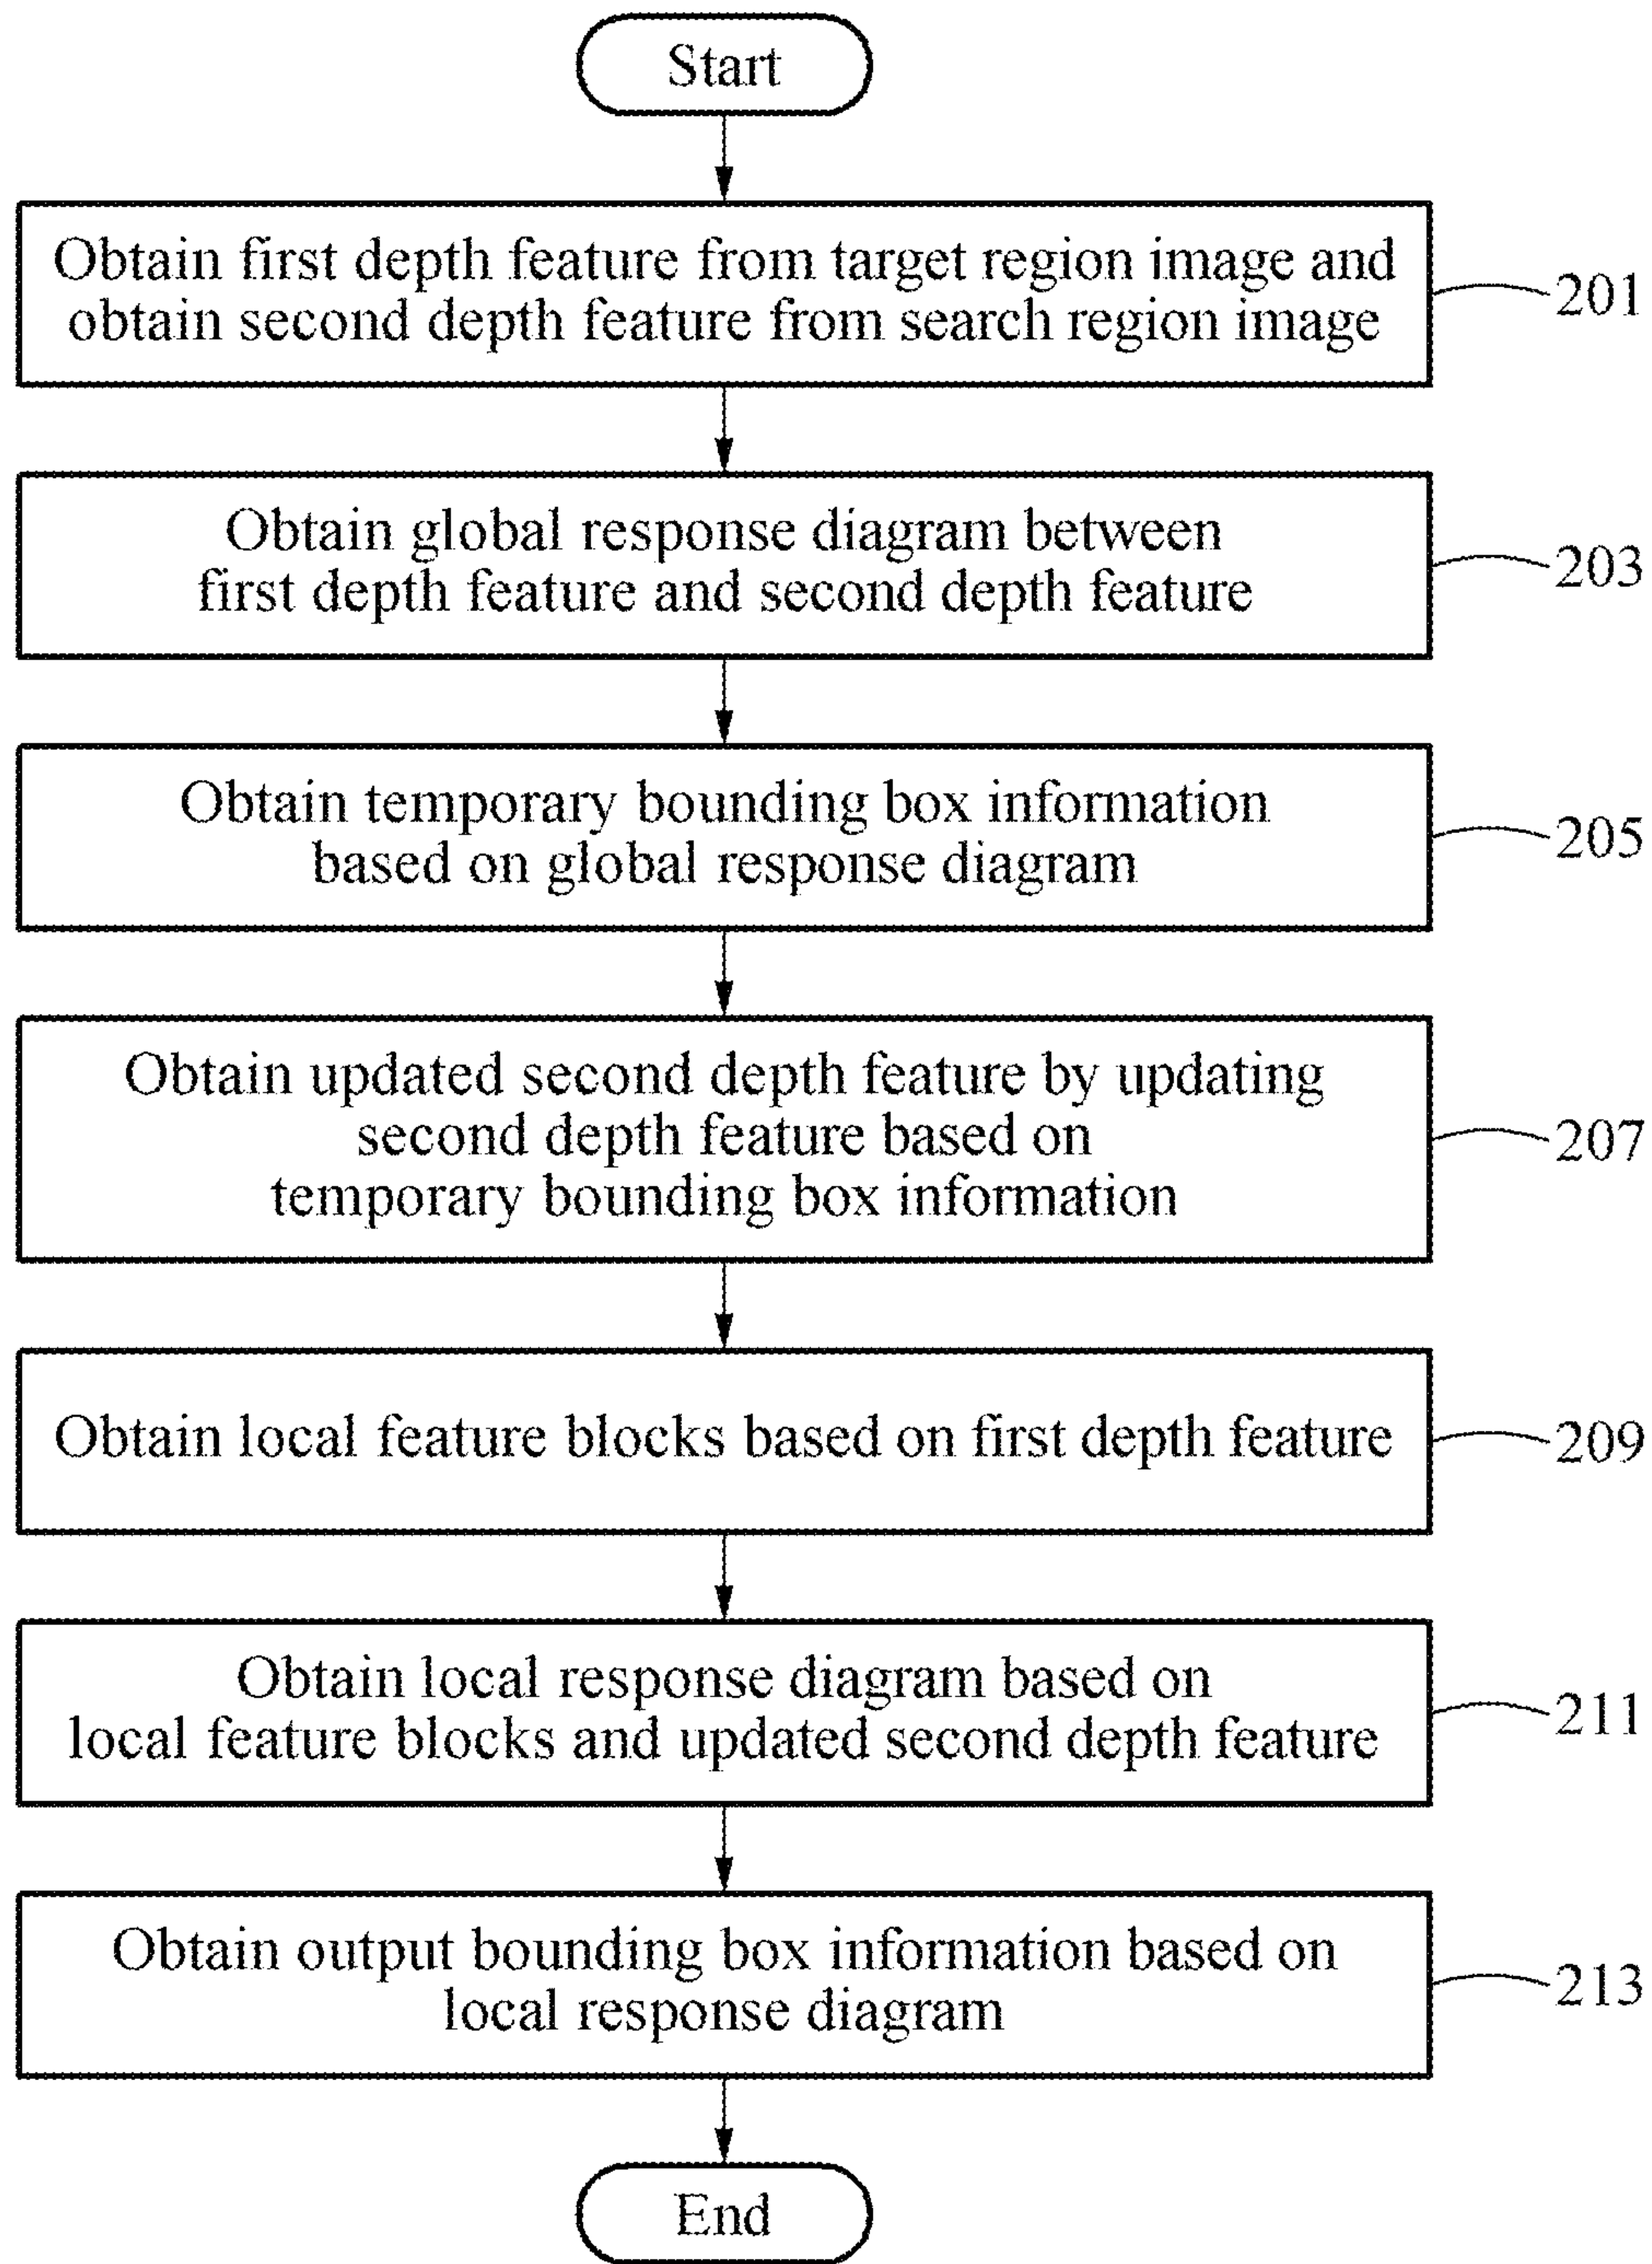 Start
Obtain first depth feature from target region image and
obtain second depth feature from search region image
201
Obtain global response diagram between
first depth feature and second depth feature
203
Obtain temporary bounding box information
based on global response diagram
205
Obtain updated second depth feature by updating
second depth feature based on
temporary bounding box information
207
Obtain local feature blocks based on first depth feature
209
Obtain local response diagram based on
local feature blocks and updated second depth feature
211
Obtain output bounding box information based on
local response diagram
213
End